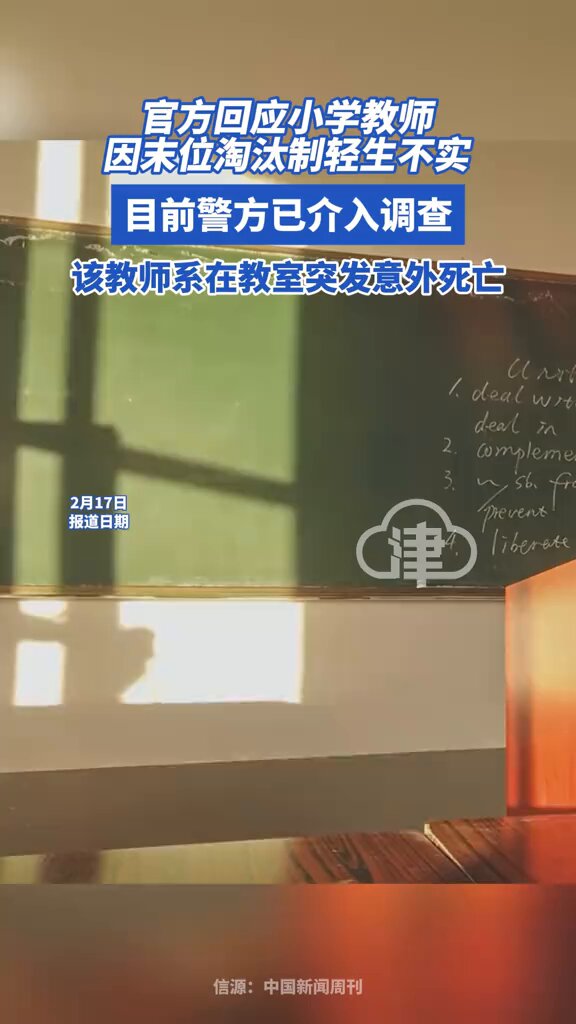 官方回应小学教师
因末位淘汰制轻生不实
目前警方已介入调查
该教师系在教室突发意外死亡
1. deal with
deal in
2. complemen
3.
prevent
4. liberate
2月17日
报道日期
津
信源：中国新闻周刊